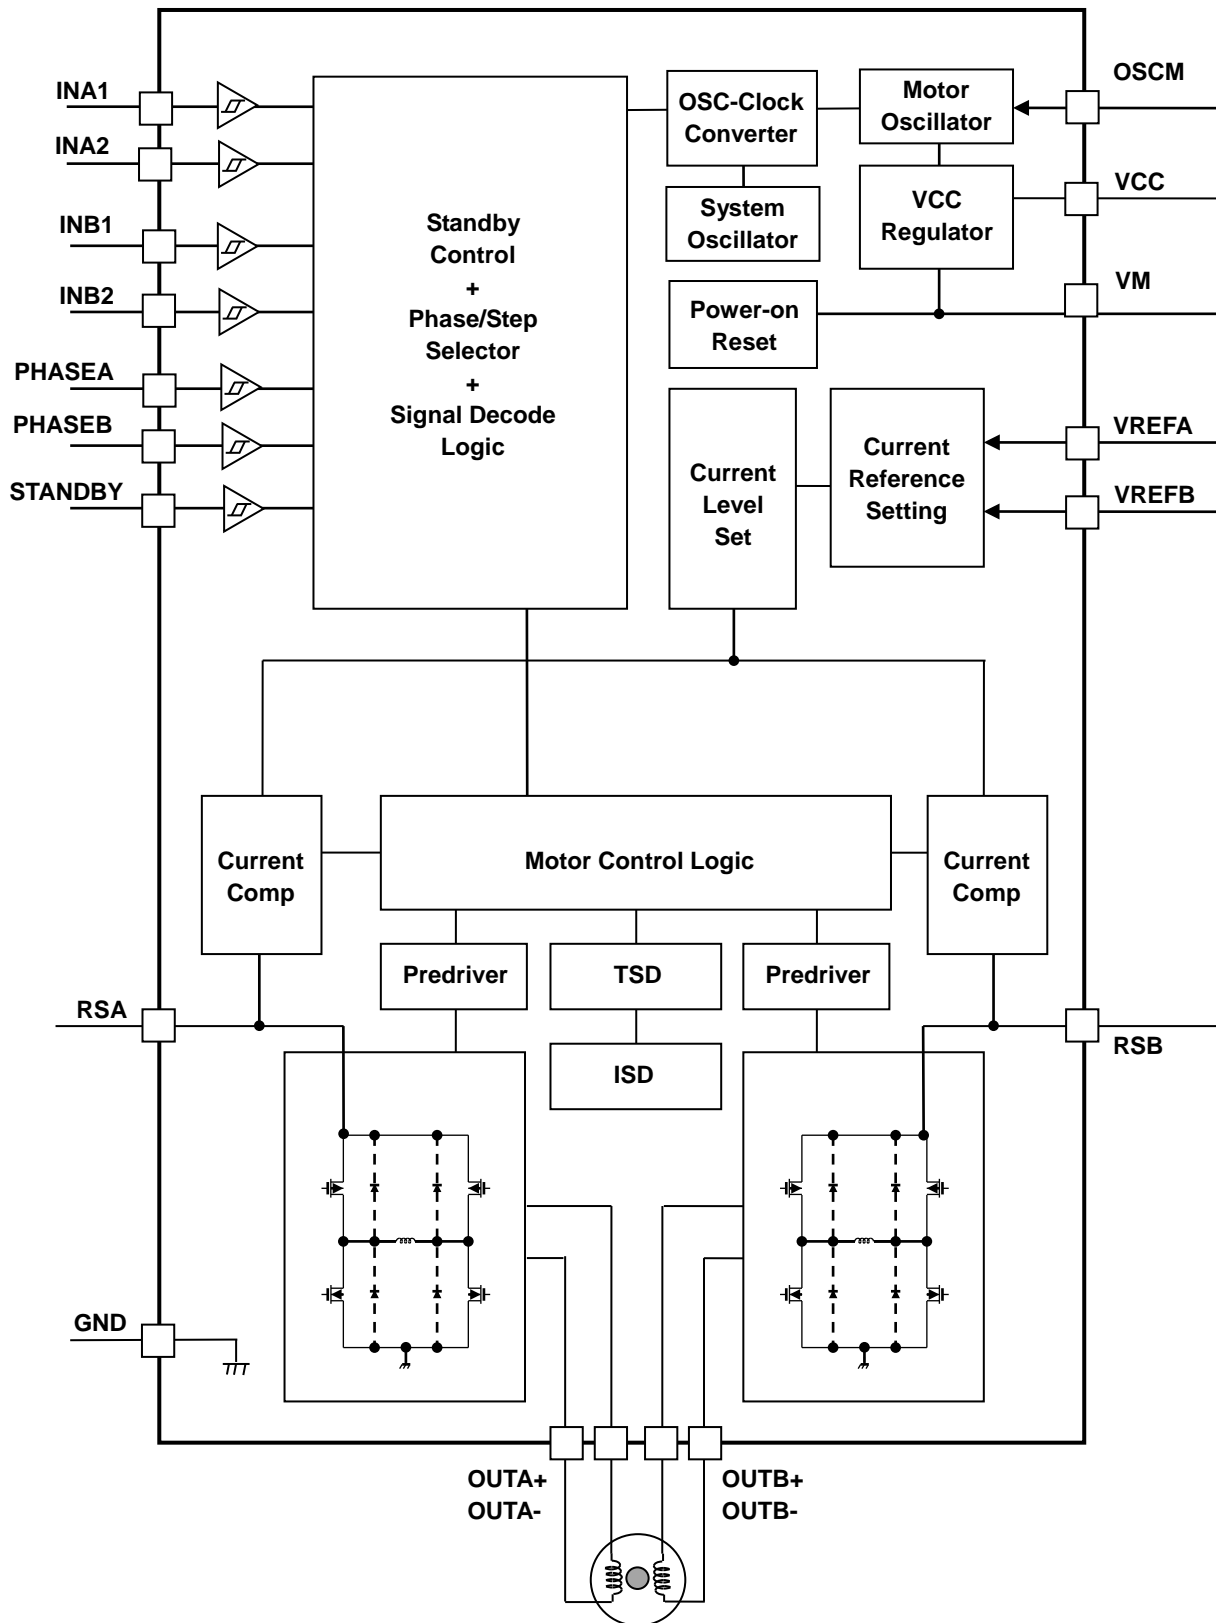 INA1
INA2
INB1
INB2
PHASEA
PHASEB
STANDBY
Standby
Control
+
Phase/Step
Selector
+
Signal Decode
Logic
OSC-Clock
Converter
Motor
Oscillator
System
Oscillator
VCC
Regulator
Power-on
Reset
Current
Level
Set
Current
Reference
Setting
OSCM
VCC
VM
VREFA
VREFB
Current
Comp
Motor Control Logic
Current
Comp
Predriver
TSD
Predriver
ISD
RSA
RSB
GND
OUTA+
OUTA-
OUTB+
OUTB-